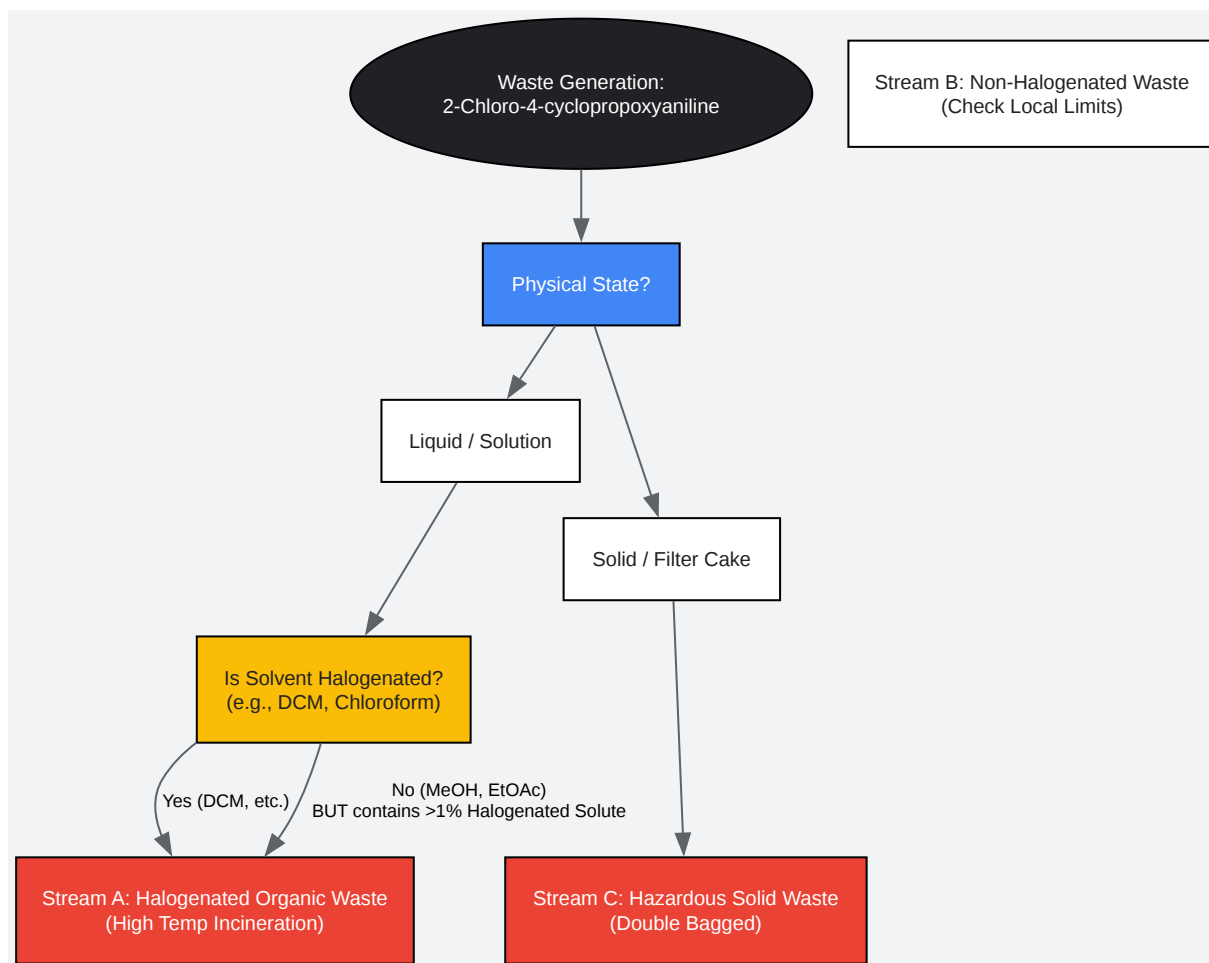 Waste Generation:
2-Chloro-4-cyclopropoxyaniline
Stream B: Non-Halogenated Waste
(Check Local Limits)
Physical State?
Liquid / Solution
Solid / Filter Cake
Is Solvent Halogenated?
(e.g., DCM, Chloroform)
Yes (DCM, etc.)
No (MeOH, EtOAc)
BUT contains >1% Halogenated Solute
Stream A: Halogenated Organic Waste
(High Temp Incineration)
Stream C: Hazardous Solid Waste
(Double Bagged)